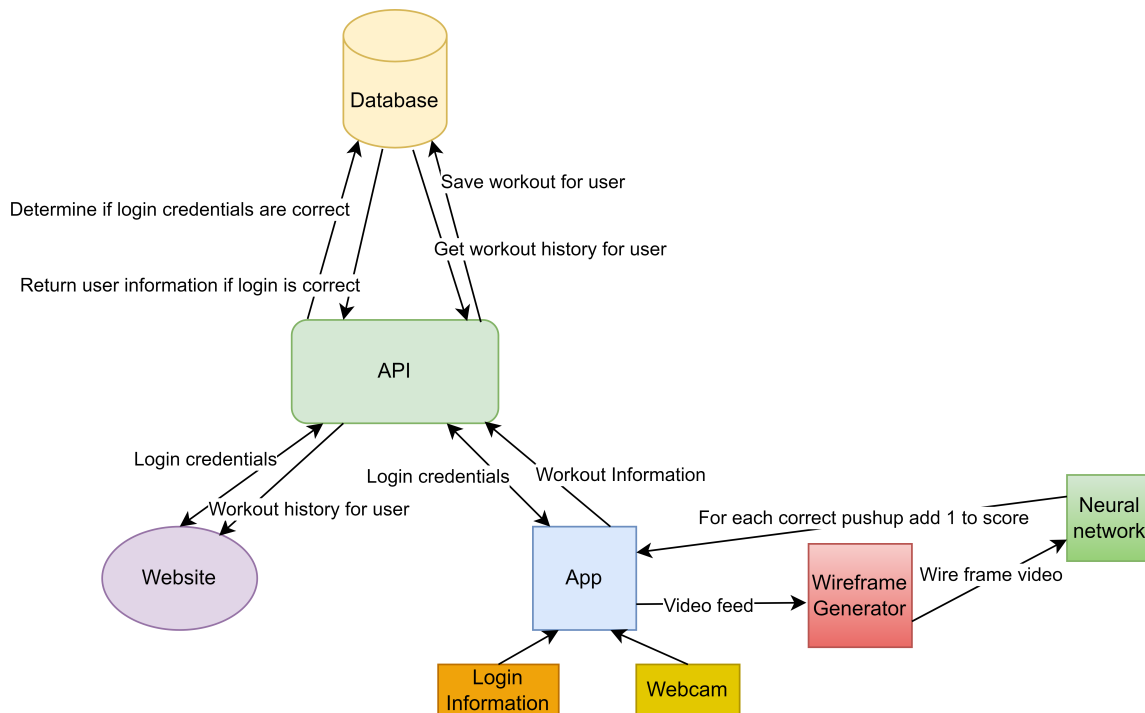 Database
Save workout for user
Determine if login credentials are correct
Get workout history for user
Return user information if login is correct
API
Login credentials
Login credentials
Workout Information
Workout history for user
For each correct pushup add 1 to score
Neural
network
Website
App
Wireframe
Generator
Wire frame video
Video feed
Login
Information
Webcam